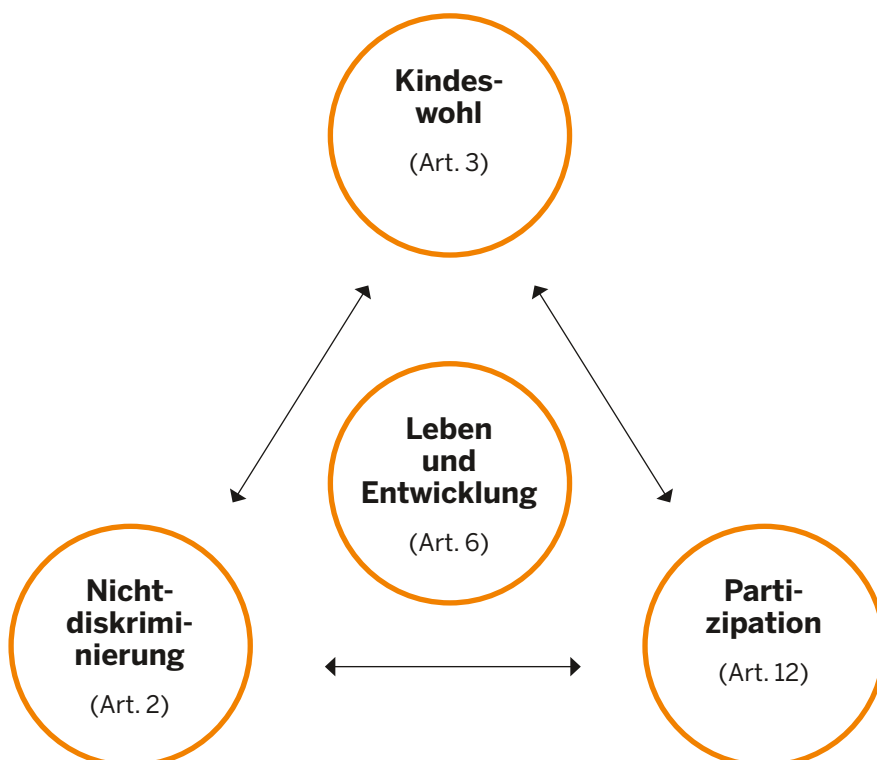 Kindes-
wohl
(Art. 3)
Leben
und
Entwicklung
(Art. 6)
Nicht-
diskrimi-
nierung
(Art. 2)
Parti-
zipation
(Art. 12)